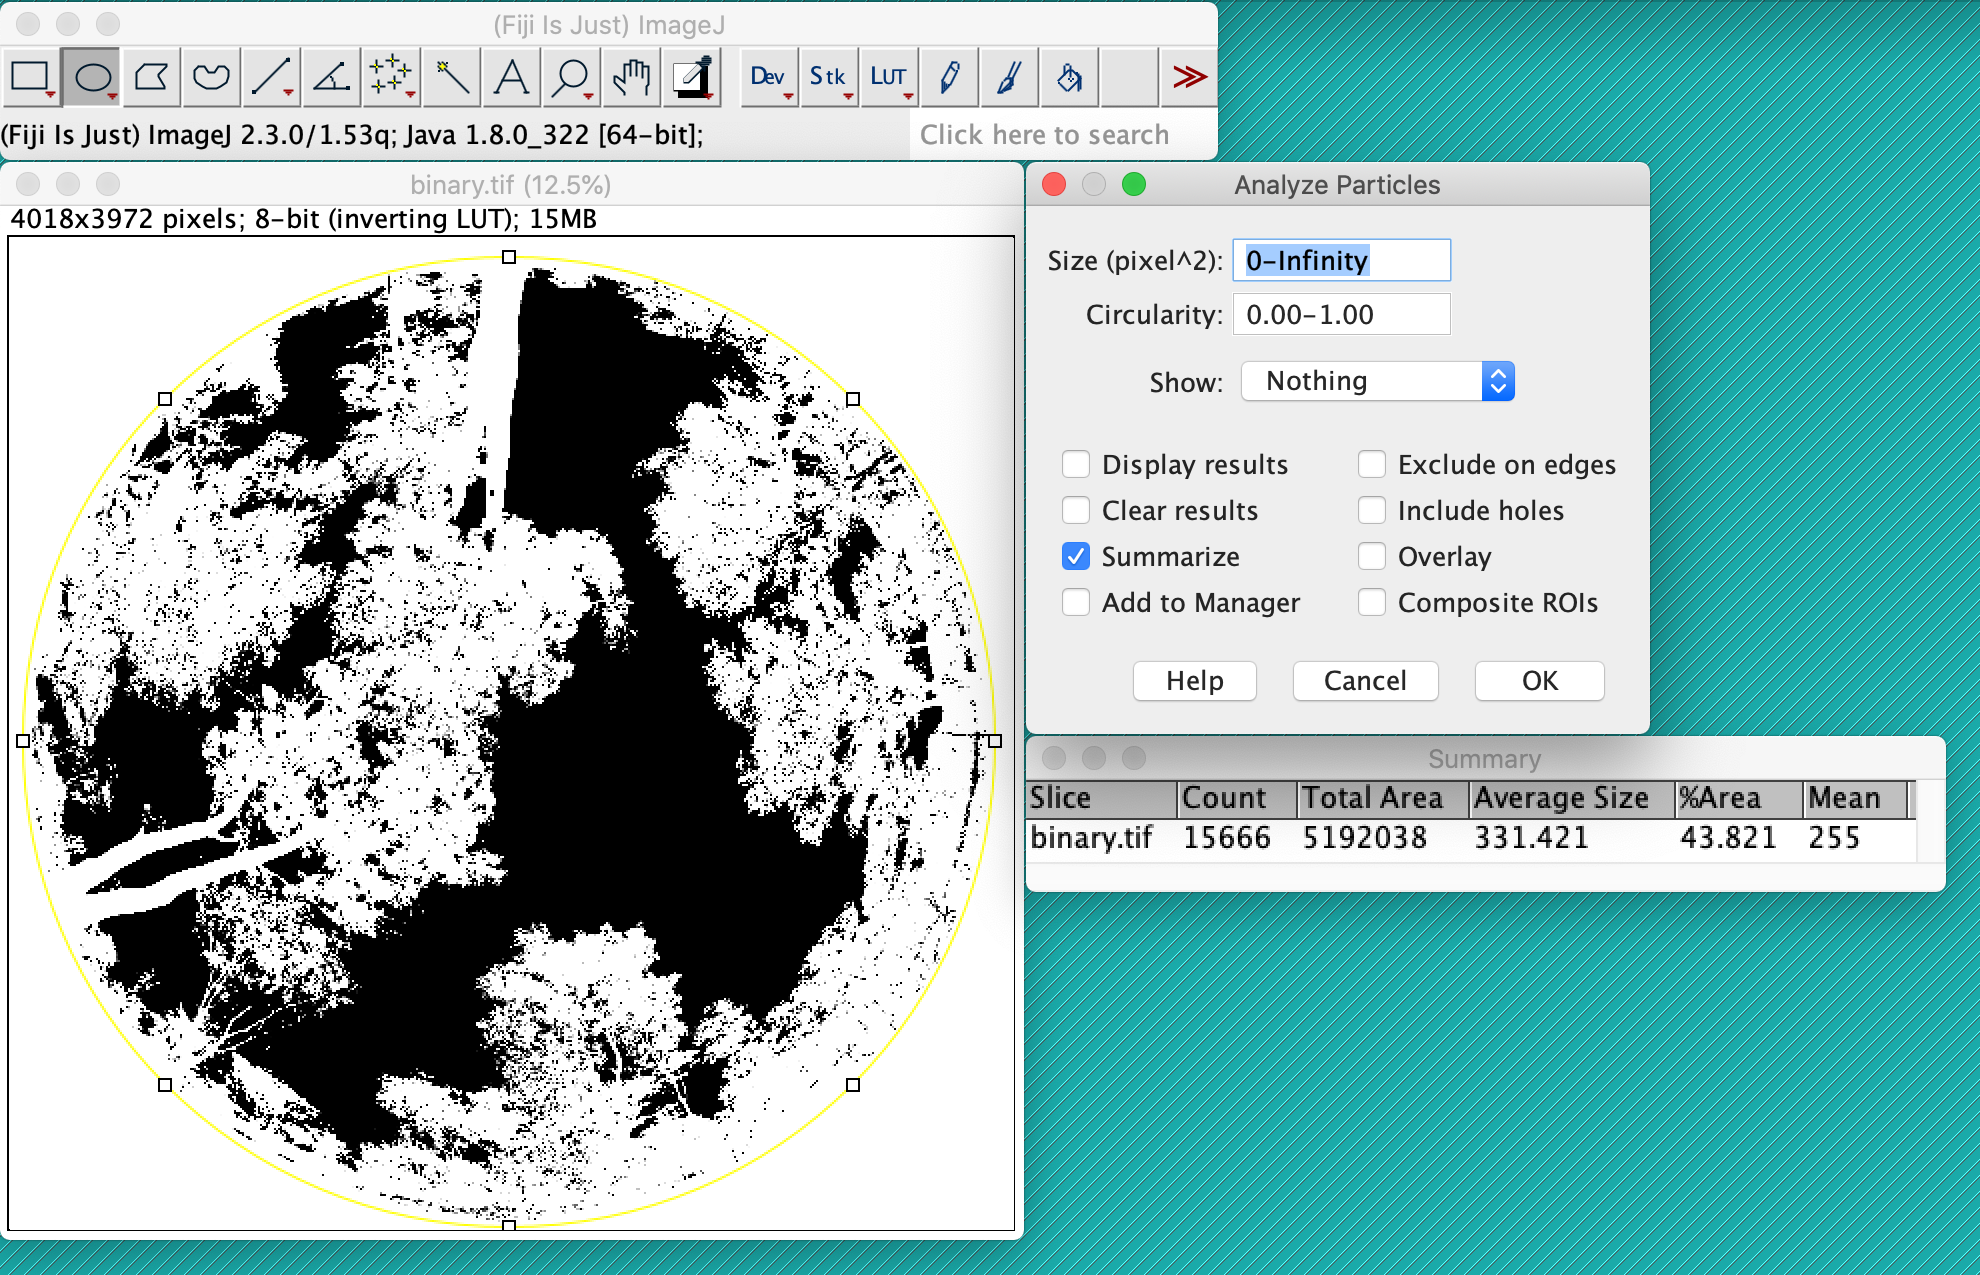 (Fiji Is Just) ImageJ
Dev Stk LUT
(Fiji Is Just) ImageJ 2.3.0/1.53q; Java 1.8.0_322 [64-bit];
Click here to search
binary.tif (12.5%)
4018x3972 pixels; 8-bit (inverting LUT); 15MB
Analyze Particles
Size (pixel^2): 0-Infinity
Circularity: 0.00-1.00
Show: Nothing
Display results Exclude on edges
Clear results Include holes
Summarize Overlay
Add to Manager Composite ROIs
Help Cancel OK
Summary
Slice Count Total Area Average Size %Area Mean
binary.tif 15666 5192038 331.421 43.821 255